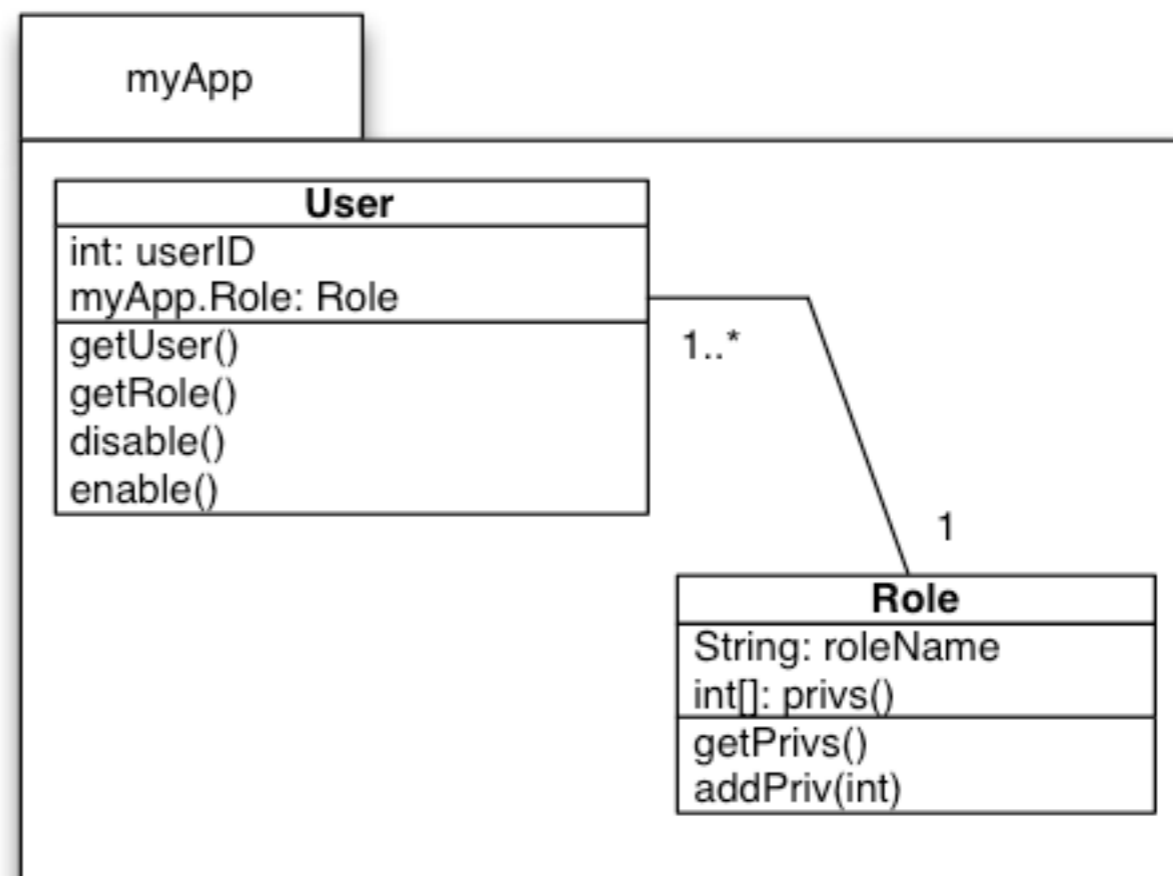 myApp
User
int: userID
myApp.Role: Role
getUser()
getRole()
disable()
enable()
1..*
1
Role
String: roleName
int[]: privs()
getPrivs()
addPriv(int)